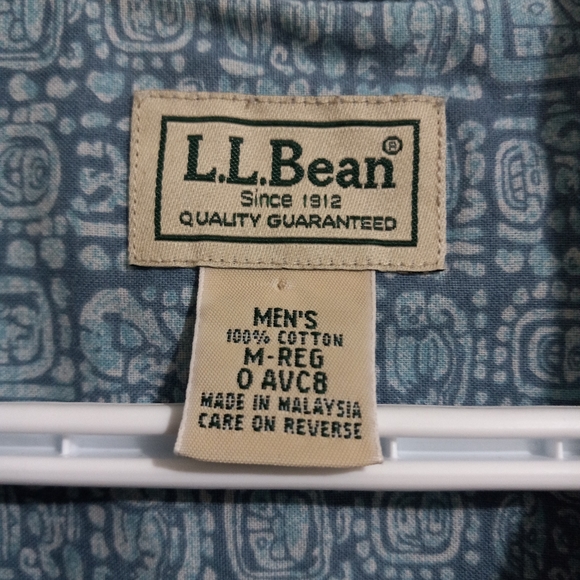 L.L.Bean®
Since 1912
QUALITY GUARANTEED
MEN'S
100% COTTON
M-REG
0 AVC8
MADE IN MALAYSIA
CARE ON REVERSE